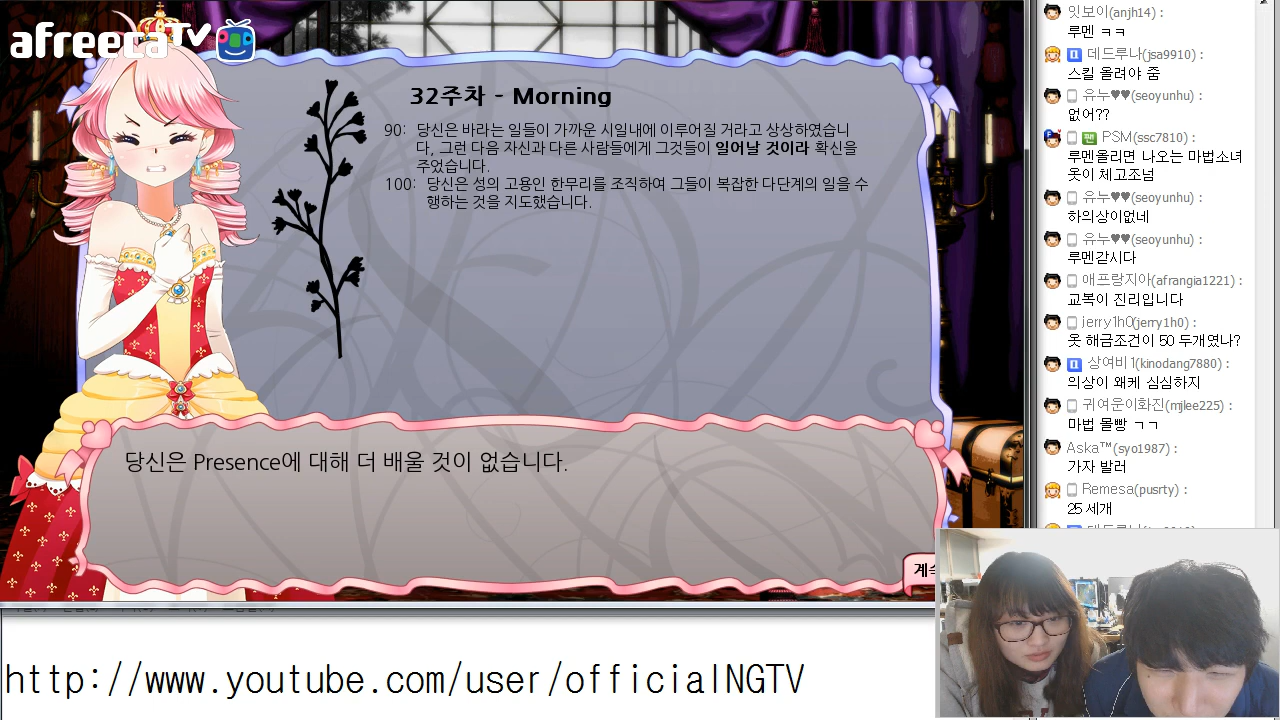 afreecaTV
32주차 - Morning
90: 당신은 바라는 일들이 가까운 시일내에 이루어질 거라고 상상하였습니
다, 그런 다음 자신과 다른 사람들에게 그것들이 일어날 것이라 확신을
주었습니다.
100: 당신은 성의 고용인 한무리를 조직하여 그들이 복잡한 다단계의 일을 수
행하는 것을 지도했습니다.
당신은 Presence에 대해 더 배울 것이 없습니다.
http://www.youtube.com/user/officialNGTV
잇보이(anjh14) :
루멘 ㅋㅋ
데드루나(jsa9910) :
스킬 올려야 줌
유누♥♥(seoyunhu) :
없어??
팬 PSM(ssc7810) :
루멘올리면 나오는 마법소녀
옷이 체고조넘
유누♥♥(seoyunhu) :
하의상이없네
유누♥♥(seoyunhu) :
루멘갇시다
애프랑지아(afrangia1221) :
교복이 진리입니다
jerry1h0(jerry1h0) :
옷 해금조건이 50 두개였나?
상여비1(kinodang7880) :
의상이 왜케 심심하지
귀여운이화진(mjlee225) :
마법 몰빵 ㄱㄱ
Aska™(syo1987) :
가자 발러
Remesa(pusrty) :
25 세개